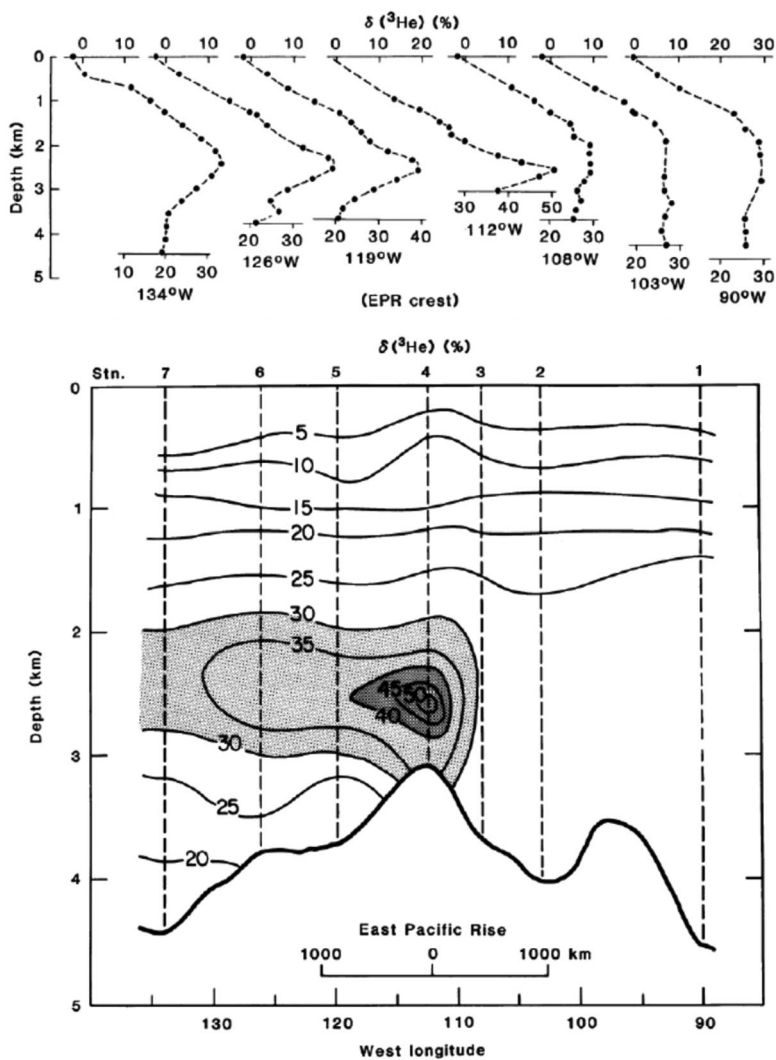 δ (³He) (%)
0 10 0 10 0 10 0 10 0 10 0 10 0 10 20 30
0
1
2
3
4
5
Depth (km)
30 40 50
112°W
20 30
126°W
20 30 40
119°W
20 30
108°W
10 20 30
134°W
20 30
103°W
20 30
90°W
(EPR crest)
δ(³He) (%)
Stn. 7 6 5 4 3 2 1
0
5
10
15
1
20
25
30
2
35
45 50
40
30
3
25
20
4
5
Depth (km)
East Pacific Rise
1000 0 1000 km
130 120 110 100 90
West longitude